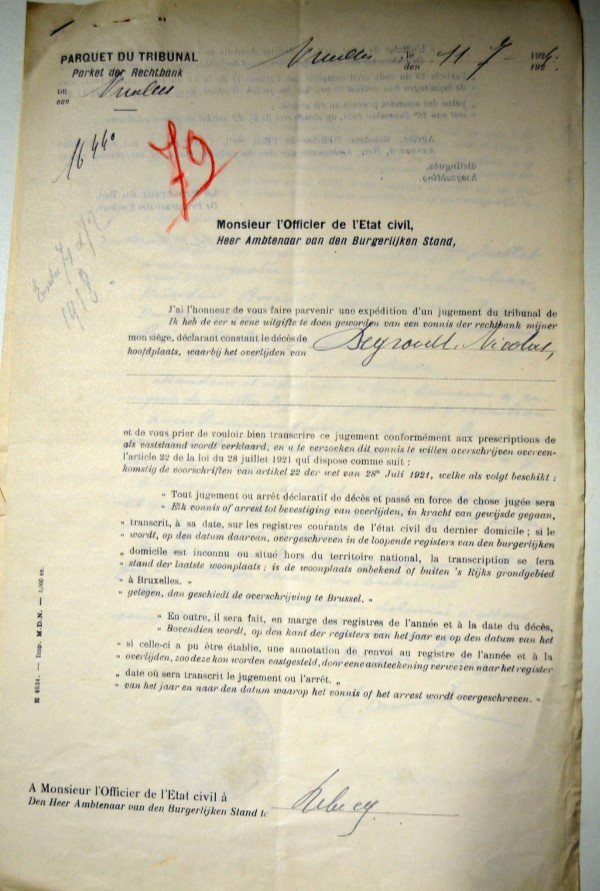 PARQUET DU TRIBUNAL
Parket der Rechtbank
DE
van
le 11 - 7 - 1924
den 192
1644°
79
Monsieur l'Officier de l'Etat civil,
Heer Ambtenaar van den Burgerlijken Stand,
1918
J'ai l'honneur de vous faire parvenir une expédition d'un jugement du tribunal de
Ik heb de eer u eene uitgifte te doen geworden van een vonnis der rechtbank mijner
mon siège, déclarant constant le décès de
hoofdplaats, waarbij het overlijden van
Nicolas,
et de vous prier de vouloir bien transcrire ce jugement conformément aux prescriptions de
als vaststaand wordt verklaard, en u te verzoeken dit vonnis te willen overschrijven overeen-
l'article 22 de la loi du 28 juillet 1921 qui dispose comme suit :
komstig de voorschriften van artikel 22 der wet van 28n Juli 1921, welke als volgt beschikt :
« Tout jugement ou arrêt déclaratif de décès et passé en force de chose jugée sera
« Elk vonnis of arrest tot bevestiging van overlijden, in kracht van gewijsde gegaan,
" transcrit, à sa date, sur les registres courants de l'état civil du dernier domicile ; si le
" wordt, op den datum daarvan, overgeschreven in de loopende registers van den burgerlijken
" domicile est inconnu ou situé hors du territoire national, la transcription se fera
" stand der laatste woonplaats ; is de woonplaats onbekend of buiten 's Rijks grondgebied
" à Bruxelles. "
" gelegen, dan geschiedt de overschrijving te Brussel. "
« En outre, il sera fait, en marge des registres de l'année et à la date du décès,
« Bovendien wordt, op den kant der registers van het jaar en op den datum van het
" si celle-ci a pu être établie, une annotation de renvoi au registre de l'année et à la
" overlijden, zoo deze kon worden vastgesteld, door eene aanteekening verwezen naar het register
" date où sera transcrit le jugement ou l'arrêt. "
" van het jaar en naar den datum waarop het vonnis of het arrest wordt overgeschreven. "
— Imp. M.D.N. —
A Monsieur l'Officier de l'Etat civil à
Den Heer Ambtenaar van den Burgerlijken Stand te